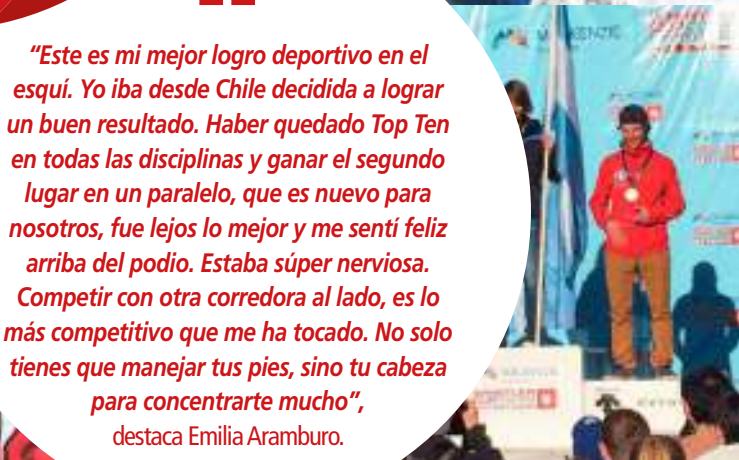 “Este es mi mejor logro deportivo en el
esquí. Yo iba desde Chile decidida a lograr
un buen resultado. Haber quedado Top Ten
en todas las disciplinas y ganar el segundo
lugar en un paralelo, que es nuevo para
nosotros, fue lejos lo mejor y me sentí feliz
arriba del podio. Estaba súper nerviosa.
Competir con otra corredora al lado, es lo
más competitivo que me ha tocado. No solo
tienes que manejar tus pies, sino tu cabeza
para concentrarte mucho”,
destaca Emilia Aramburo.